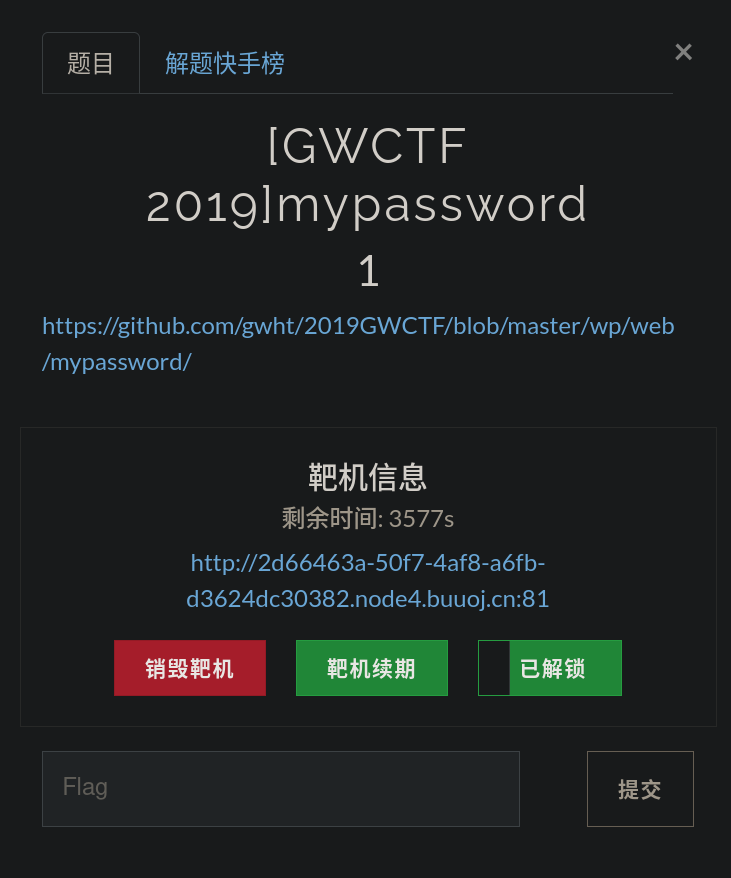 题目 解题快手榜 ×
[GWCTF
2019]mypassword
1
https://github.com/gwht/2019GWCTF/blob/master/wp/web
/mypassword/
靶机信息
剩余时间: 3577s
http://2d66463a-50f7-4af8-a6fb-
d3624dc30382.node4.buuoj.cn:81
销毁靶机 靶机续期 已解锁
Flag 提交